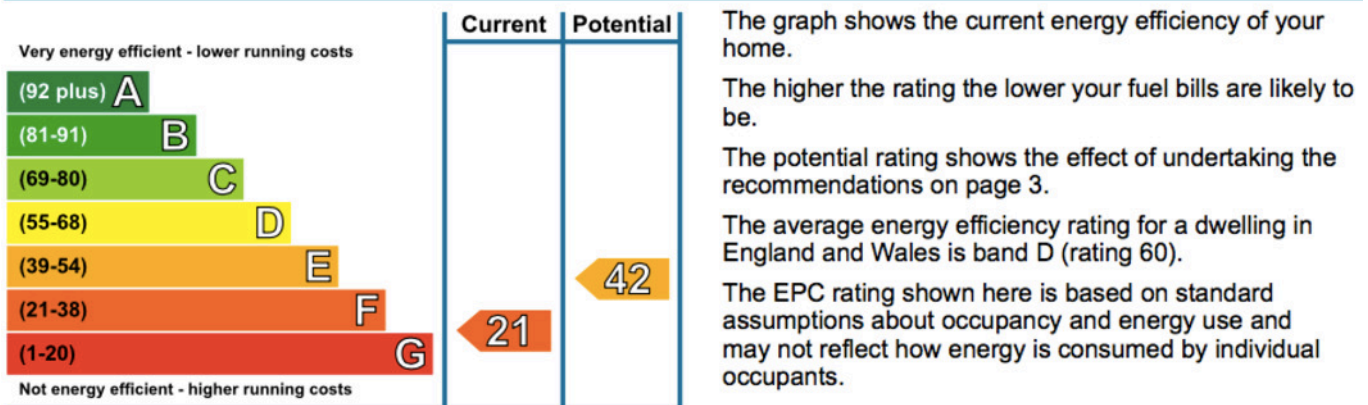 Current Potential
Very energy efficient - lower running costs
(92 plus) A
(81-91) B
(69-80) C
(55-68) D
(39-54) E
42
(21-38) F
21
(1-20) G
Not energy efficient - higher running costs
The graph shows the current energy efficiency of your
home.
The higher the rating the lower your fuel bills are likely to
be.
The potential rating shows the effect of undertaking the
recommendations on page 3.
The average energy efficiency rating for a dwelling in
England and Wales is band D (rating 60).
The EPC rating shown here is based on standard
assumptions about occupancy and energy use and
may not reflect how energy is consumed by individual
occupants.